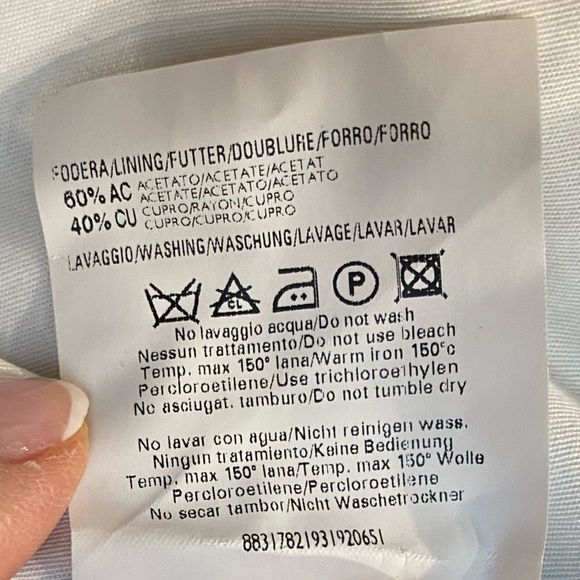 FODERA/LINING/FUTTER/DOUBLURE/FORRO/FORRO
60% AC ACETATO/ACETATE/ACETAT
ACETATE/ACETATO/ACETATO
40% CU CUPRO/RAYON/CUPRO
CUPRO/CUPRO/CUPRO
LAVAGGIO/WASHING/WASCHUNG/LAVAGE/LAVAR/LAVAR
CL P
No lavaggio acqua/Do not wash
Nessun trattamento/Do not use bleach
Temp. max 150° lana/Warm iron 150°c
Percloroetilene/Use trichloroethylen
No asciugat. tamburo/Do not tumble dry
No lavar con agua/Nicht reinigen wass.
Ningun tratamiento/Keine Bedienung
Temp. max 150° lana/Temp. max 150° Wolle
Percloroetilene/Percloroetilene
No secar tambor/Nicht Waschetrockner
88317821931920651